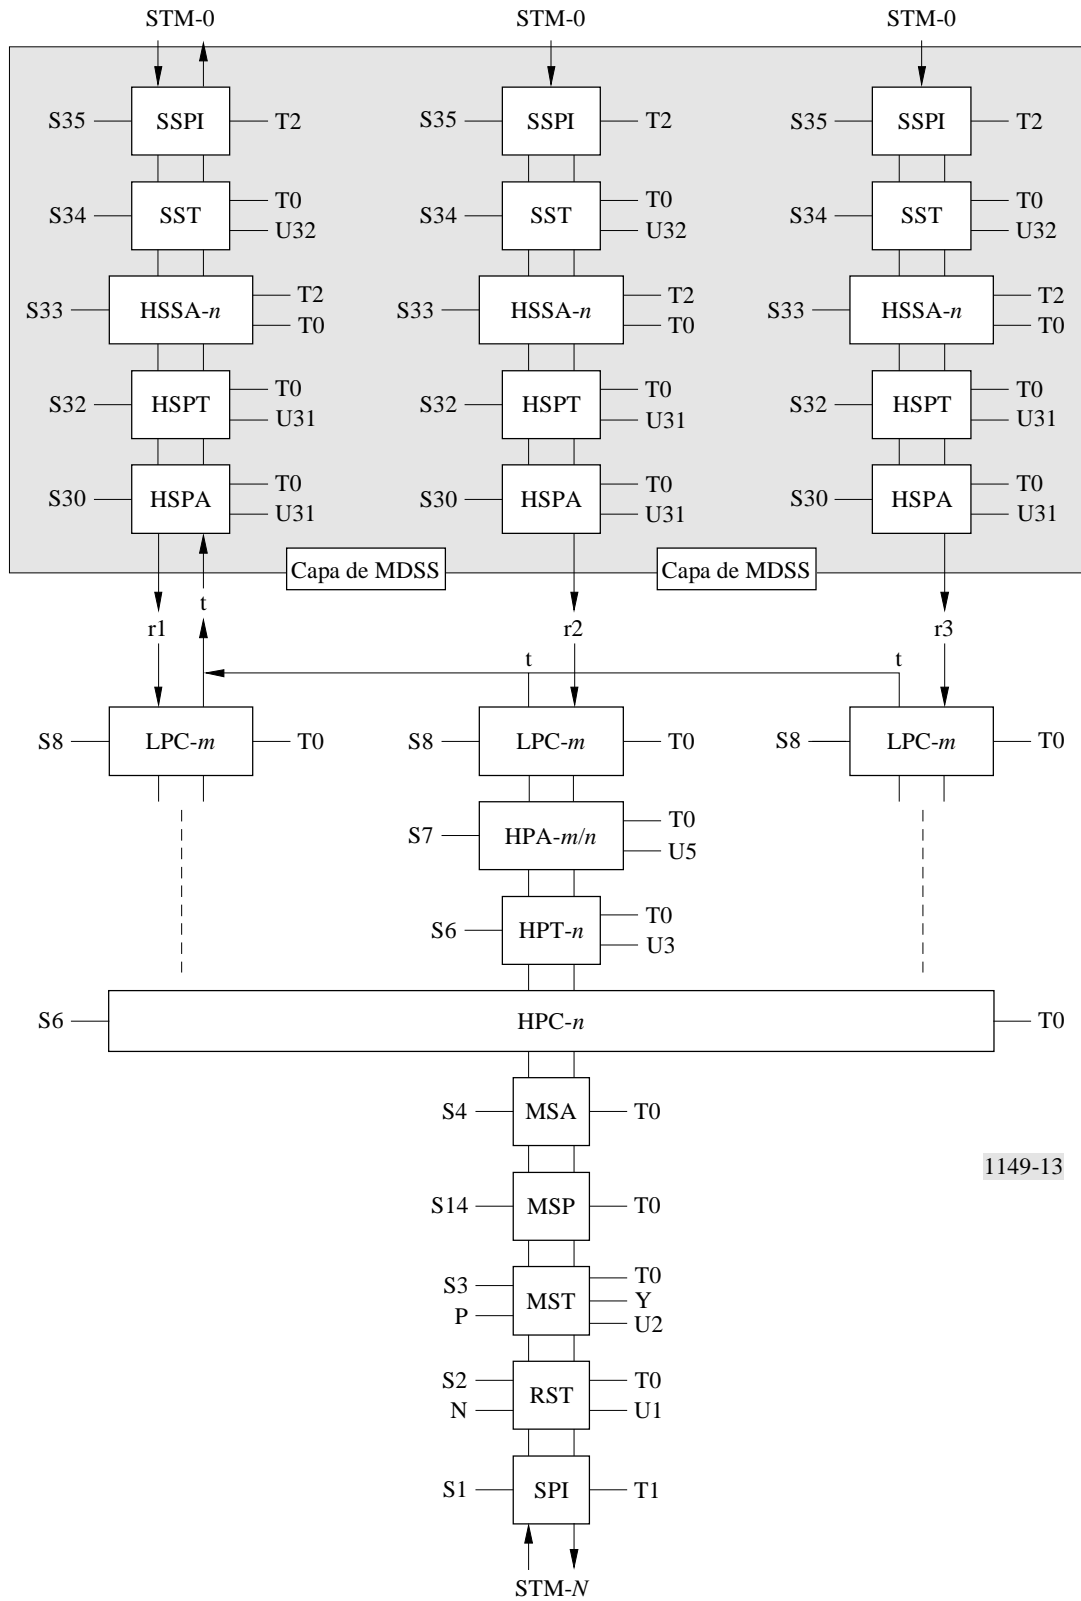 STM-0 STM-0 STM-0
S35 SSPI T2 S35 SSPI T2 S35 SSPI T2
T0 T0 T0
S34 SST S34 SST S34 SST
U32 U32 U32
T2 T2 T2
S33 HSSA-n S33 HSSA-n S33 HSSA-n
T0 T0 T0
T0 T0 T0
S32 HSPT S32 HSPT S32 HSPT
U31 U31 U31
T0 T0 T0
S30 HSPA S30 HSPA S30 HSPA
U31 U31 U31
Capa de MDSS Capa de MDSS
t
r1 r2 r3
t t
S8 LPC-m T0 S8 LPC-m T0 S8 LPC-m T0
T0
S7 HPA-m/n
U5
T0
S6 HPT-n
U3
S6 HPC-n T0
S4 MSA T0
1149-13
S14 MSP T0
T0
S3
MST Y
P
U2
S2 T0
RST
N U1
S1 SPI T1
STM-N